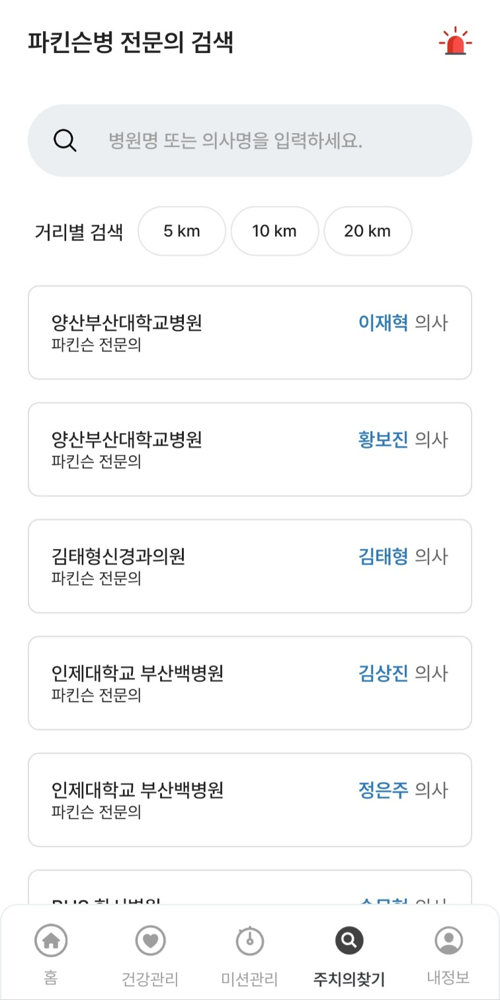 파킨슨병 전문의 검색
병원명 또는 의사명을 입력하세요.
거리별 검색 5 km 10 km 20 km
양산부산대학교병원 이재혁 의사
파킨슨 전문의
양산부산대학교병원 황보진 의사
파킨슨 전문의
김태형신경과의원 김태형 의사
파킨슨 전문의
인제대학교 부산백병원 김상진 의사
파킨슨 전문의
인제대학교 부산백병원 정은주 의사
파킨슨 전문의
홈 건강관리 미션관리 주치의찾기 내정보